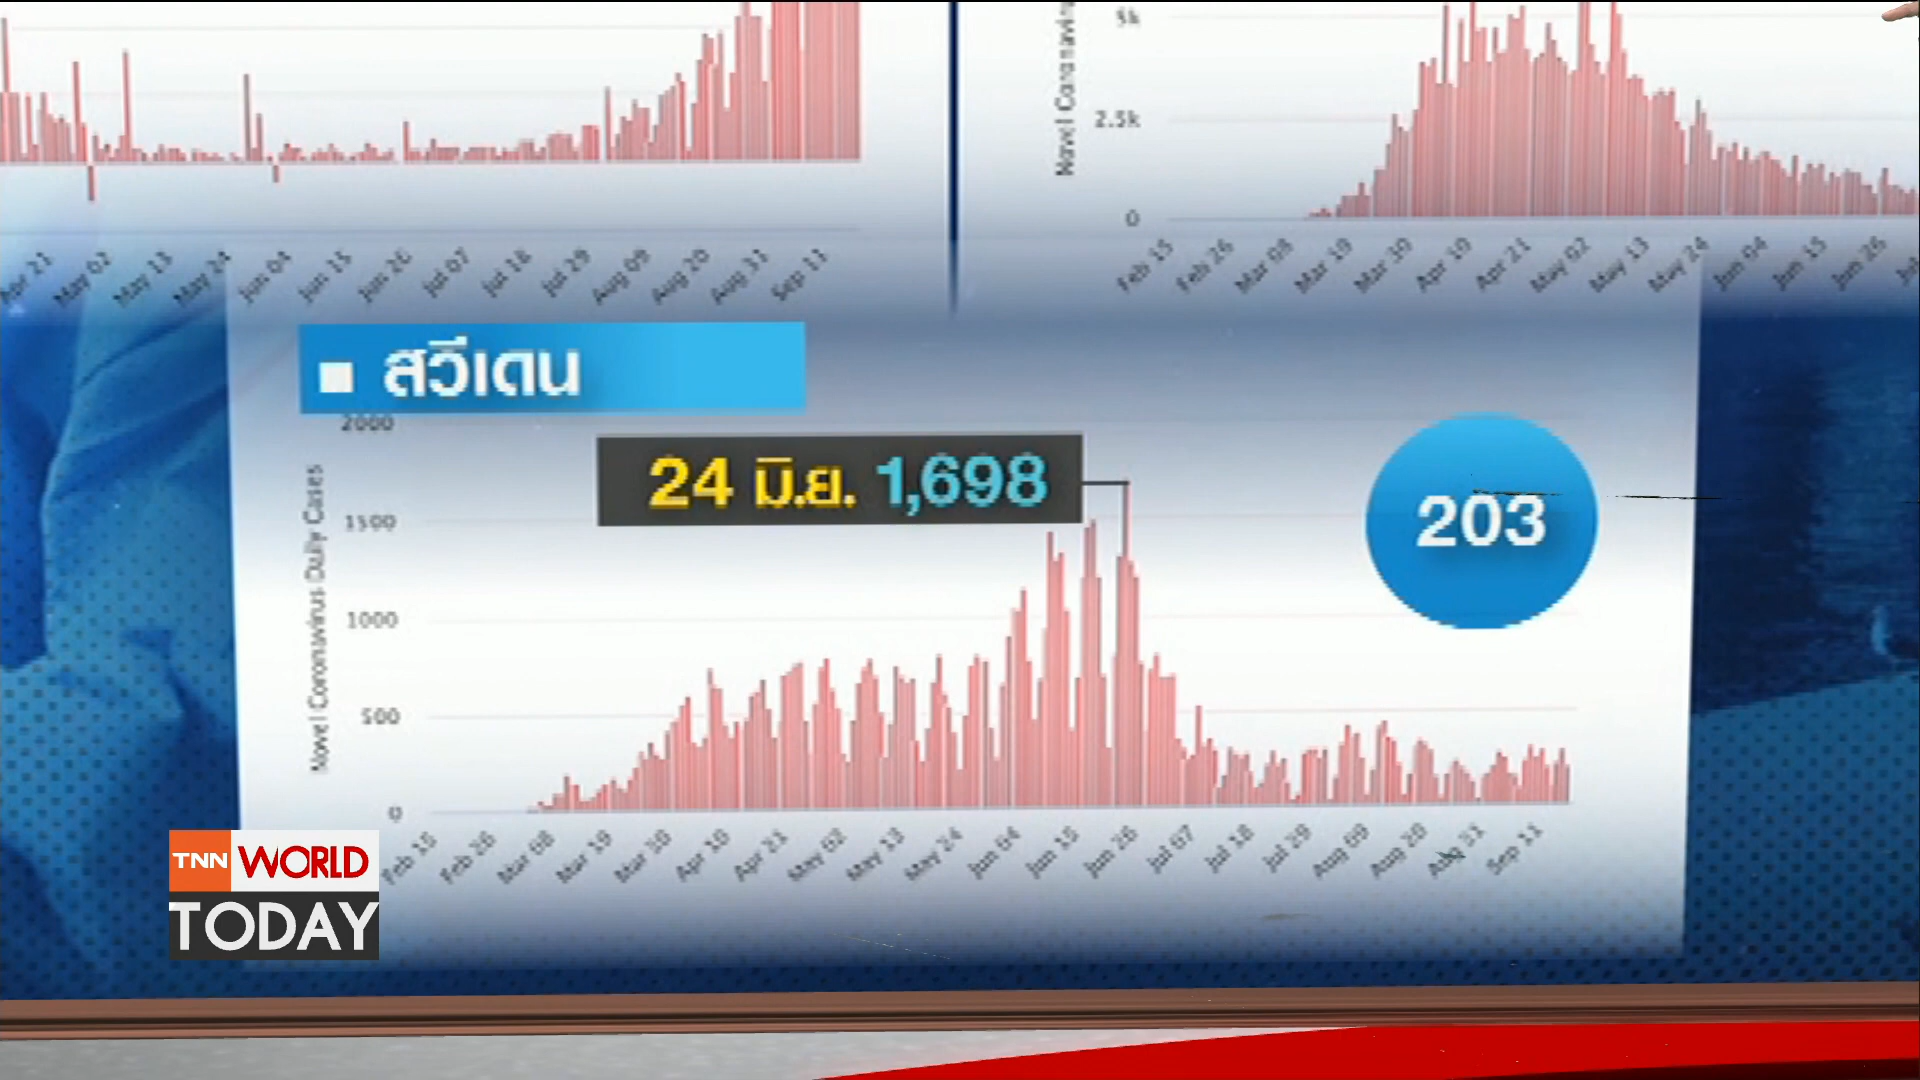 5k
2.5k
0
Novel Coronavirus
Apr 21 May 02 May 13 May 24 Jun 04 Jun 15 Jun 26 Jul 07 Jul 18 Jul 29 Aug 09 Aug 20 Aug 31 Sep 11
Feb 15 Feb 26 Mar 08 Mar 19 Mar 30 Apr 10 Apr 21 May 02 May 13 May 24 Jun 04 Jun 15 Jun 26
สวีเดน
2000
24 มิ.ย. 1,698
203
1500
1000
500
0
Novel Coronavirus Daily Cases
Feb 15 Feb 26 Mar 08 Mar 19 Mar 30 Apr 10 Apr 21 May 02 May 13 May 24 Jun 04 Jun 15 Jun 26 Jul 07 Jul 18 Jul 29 Aug 09 Aug 20 Aug 31 Sep 11
TNN WORLD
TODAY